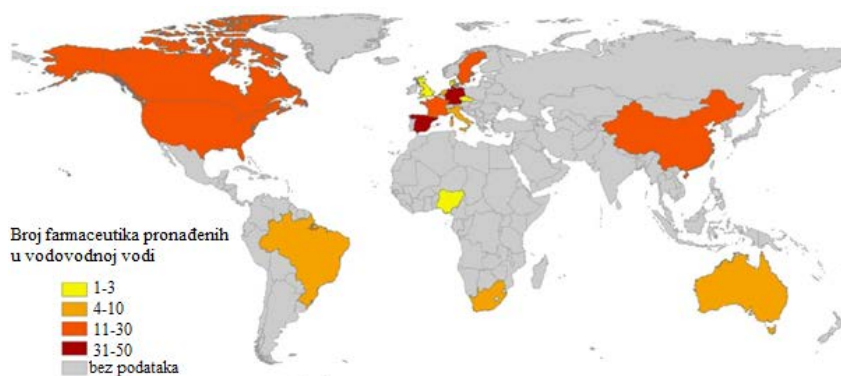 Broj farmaceutika pronađenih
u vodovodnoj vodi
1-3
4-10
11-30
31-50
bez podataka